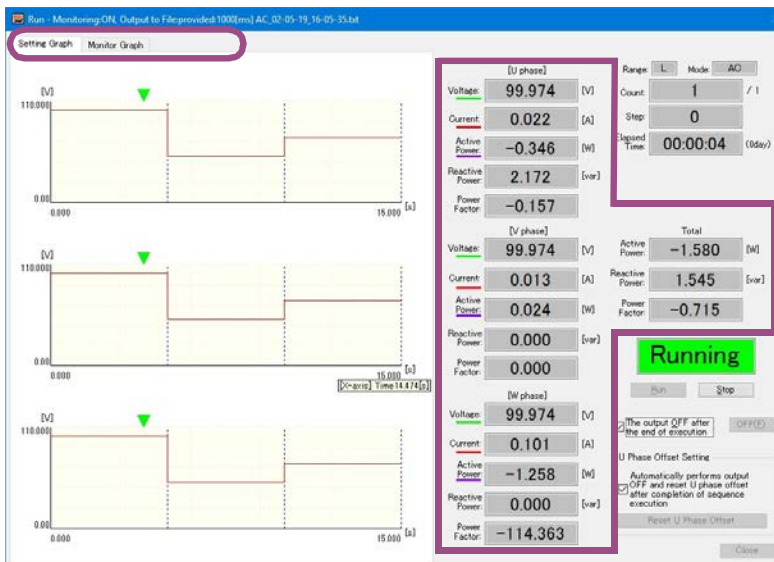 Run - Monitoring:ON, Output to File:provided:1000[ms] AC_02-05-19_16-05-35.txt
Setting Graph Monitor Graph
[V]
110.000
0.00
0.000 15.000 [s]
[V]
110.000
0.00
0.000 15.000 [s]
[X-axis] Time14.474[s]
[V]
110.000
0.00
0.000 15.000 [s]
[U phase]
Voltage: 99.974 [V]
Current: 0.022 [A]
Active Power: -0.346 [W]
Reactive Power: 2.172 [var]
Power Factor: -0.157
[V phase]
Voltage: 99.974 [V]
Current: 0.013 [A]
Active Power: 0.024 [W]
Reactive Power: 0.000 [var]
Power Factor: 0.000
[W phase]
Voltage: 99.974 [V]
Current: 0.101 [A]
Active Power: -1.258 [W]
Reactive Power: 0.000 [var]
Power Factor: -114.363
Range: L Mode: AC
Count: 1 / 1
Step: 0
Elapsed Time: 00:00:04 (0day)
Total
Active Power: -1.580 [W]
Reactive Power: 1.545 [var]
Power Factor: -0.715
Running
Run Stop
The output OFF after
the end of execution
OFF(F)
U Phase Offset Setting
Automatically performs output
OFF and reset U phase offset
after completion of sequence
execution
Reset U Phase Offset
Close